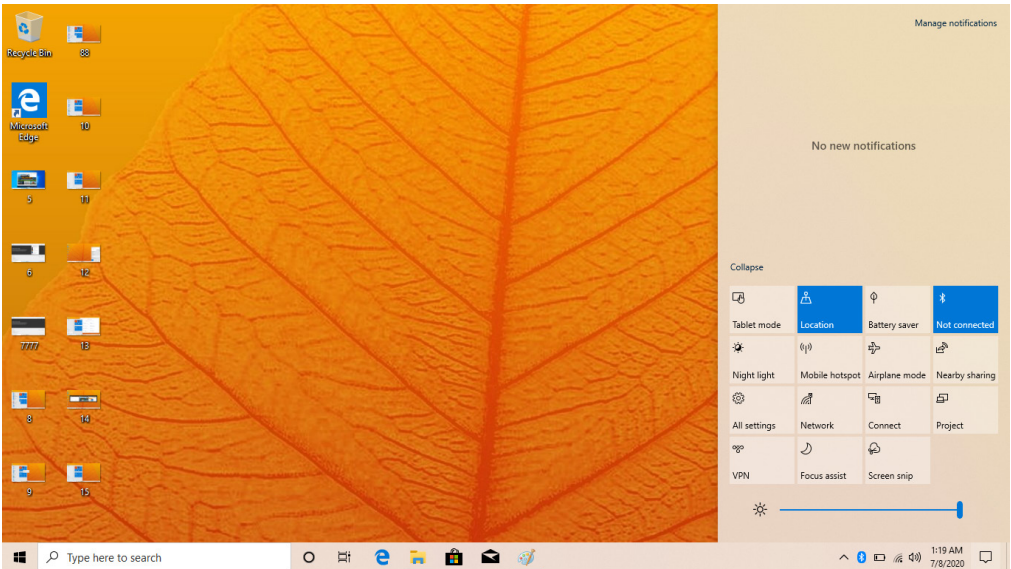 Recycle Bin
88
Microsoft
Edge
10
5
11
6
12
7777
13
8
14
9
15
Manage notifications
No new notifications
Collapse
Tablet mode
Location
Battery saver
Not connected
Night light
Mobile hotspot
Airplane mode
Nearby sharing
All settings
Network
Connect
Project
VPN
Focus assist
Screen snip
Type here to search
1:19 AM
7/8/2020